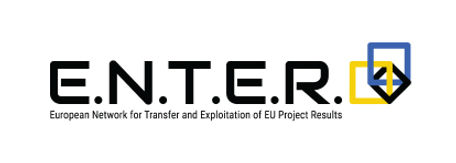 E.N.T.E.R.
European Network for Transfer and Exploitation of EU Project Results